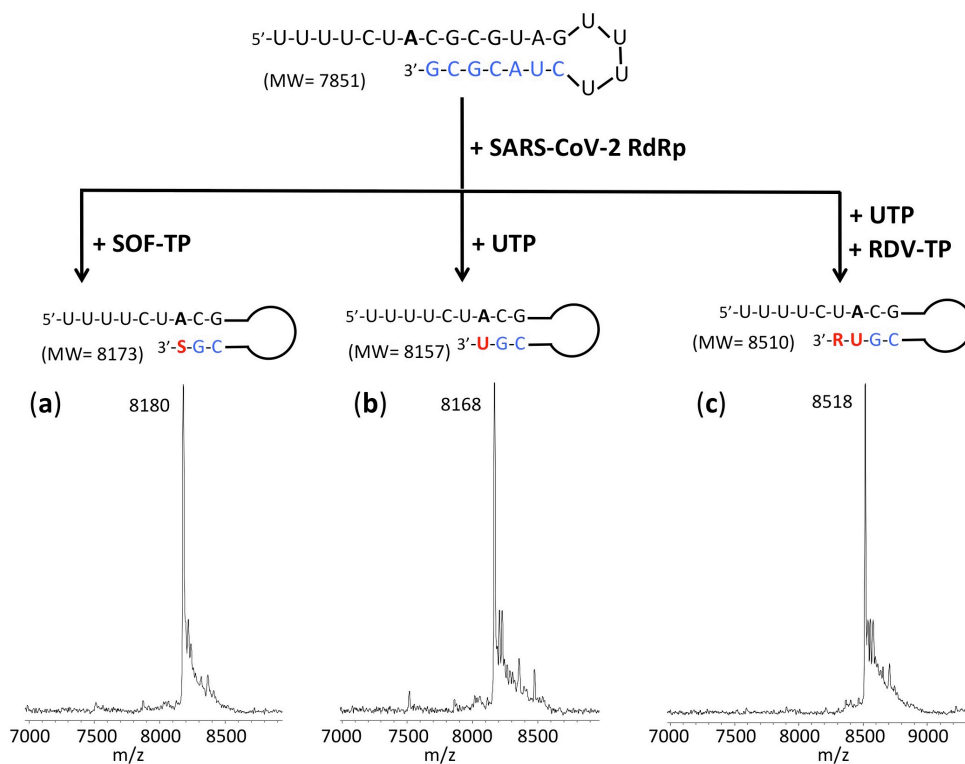 5’-U-U-U-U-C-U-A-C-G-C-G-U-A-G
U
U
U
U
3’-G-C-G-C-A-U-C
(MW= 7851)
+ SARS-CoV-2 RdRp
+ SOF-TP
+ UTP
+ UTP
+ RDV-TP
5’-U-U-U-U-C-U-A-C-G
3’-S-G-C
(MW= 8173)
5’-U-U-U-U-C-U-A-C-G
3’-U-G-C
(MW= 8157)
5’-U-U-U-U-C-U-A-C-G
3’-R-U-G-C
(MW= 8510)
(a)
8180
(b)
8168
(c)
8518
7000 7500 8000 8500
m/z
7000 7500 8000 8500
m/z
7000 7500 8000 8500 9000
m/z